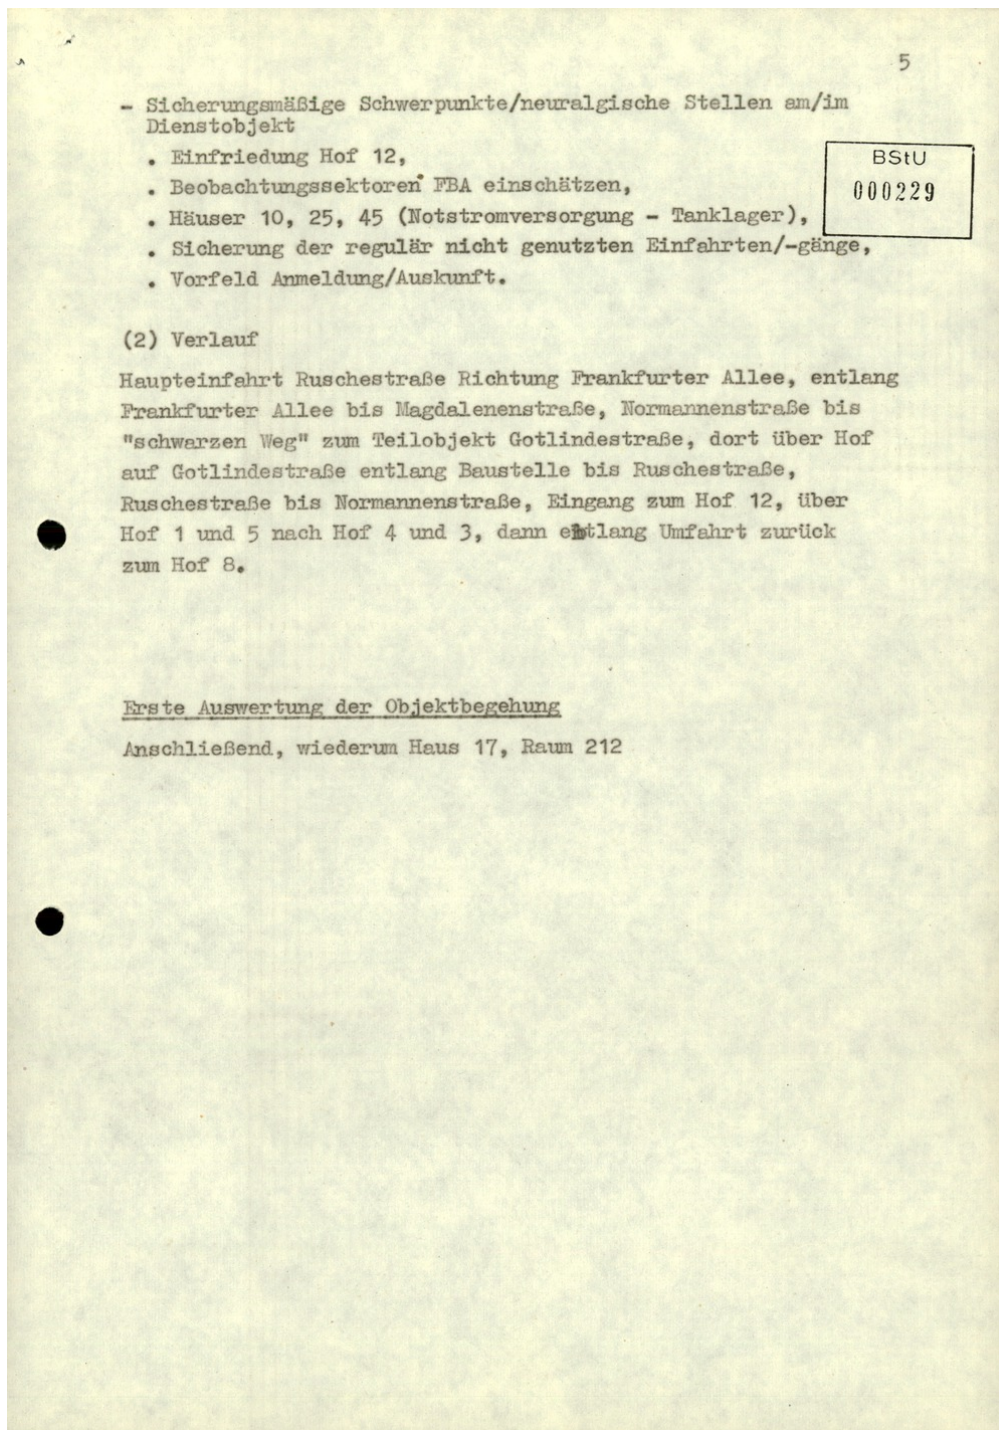 5
- Sicherungsmäßige Schwerpunkte/neuralgische Stellen am/im
Dienstobjekt
. Einfriedung Hof 12,
. Beobachtungssektoren FBA einschätzen,
. Häuser 10, 25, 45 (Notstromversorgung - Tanklager),
. Sicherung der regulär nicht genutzten Einfahrten/-gänge,
. Vorfeld Anmeldung/Auskunft.
BStU
000229
(2) Verlauf
Haupteinfahrt Ruschestraße Richtung Frankfurter Allee, entlang
Frankfurter Allee bis Magdalenenstraße, Normannenstraße bis
"schwarzen Weg" zum Teilobjekt Gotlindestraße, dort über Hof
auf Gotlindestraße entlang Baustelle bis Ruschestraße,
Ruschestraße bis Normannenstraße, Eingang zum Hof 12, über
Hof 1 und 5 nach Hof 4 und 3, dann entlang Umfahrt zurück
zum Hof 8.
Erste Auswertung der Objektbegehung
Anschließend, wiederum Haus 17, Raum 212